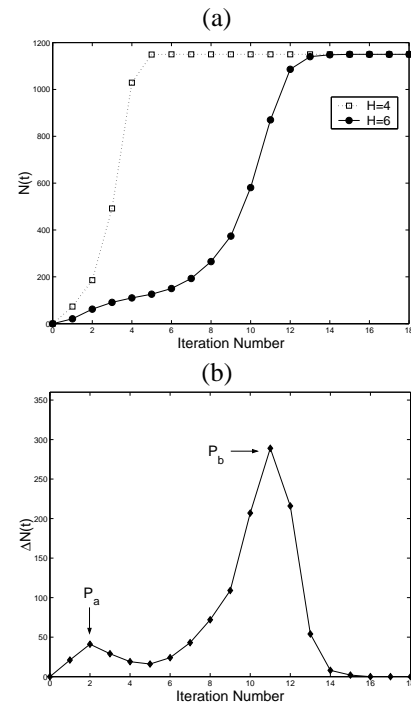 (a)
1200
1000
800
600
400
200
0
N(t)
H=4
H=6
0 2 4 6 8 10 12 14 16 18
Iteration Number
(b)
350
300
250
200
150
100
50
0
ΔN(t)
P_a
P_b
0 2 4 6 8 10 12 14 16 18
Iteration Number